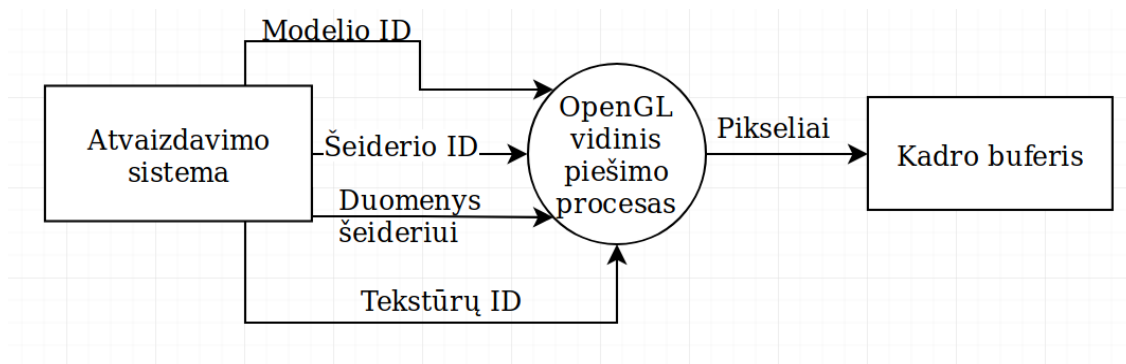 Modelio ID
Atvaizdavimo
sistema
Šeiderio ID
Duomenys
šeideriui
Tekstūrų ID
OpenGL
vidinis
piešimo
procesas
Pikseliai
Kadro buferis